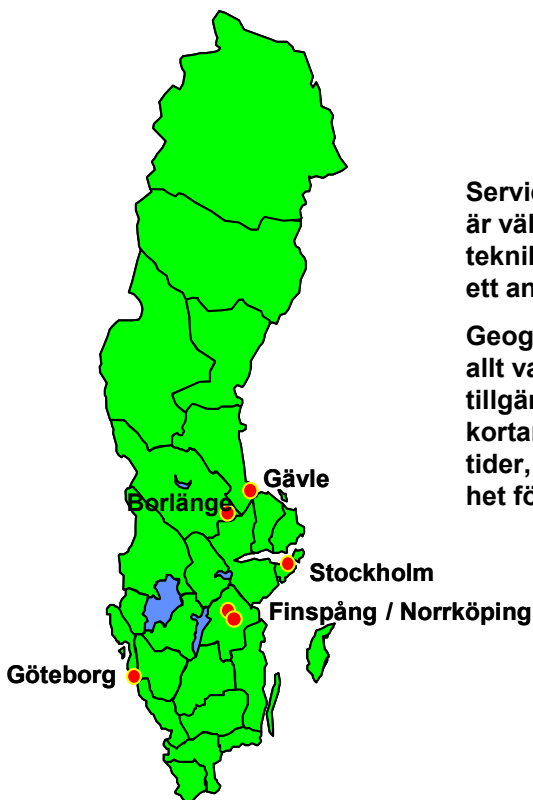 Servic
är väl
teknik
ett an
Geog
allt va
tillgän
kortar
tider,
het fö
Gävle
Borlänge
Stockholm
Finspång / Norrköping
Göteborg